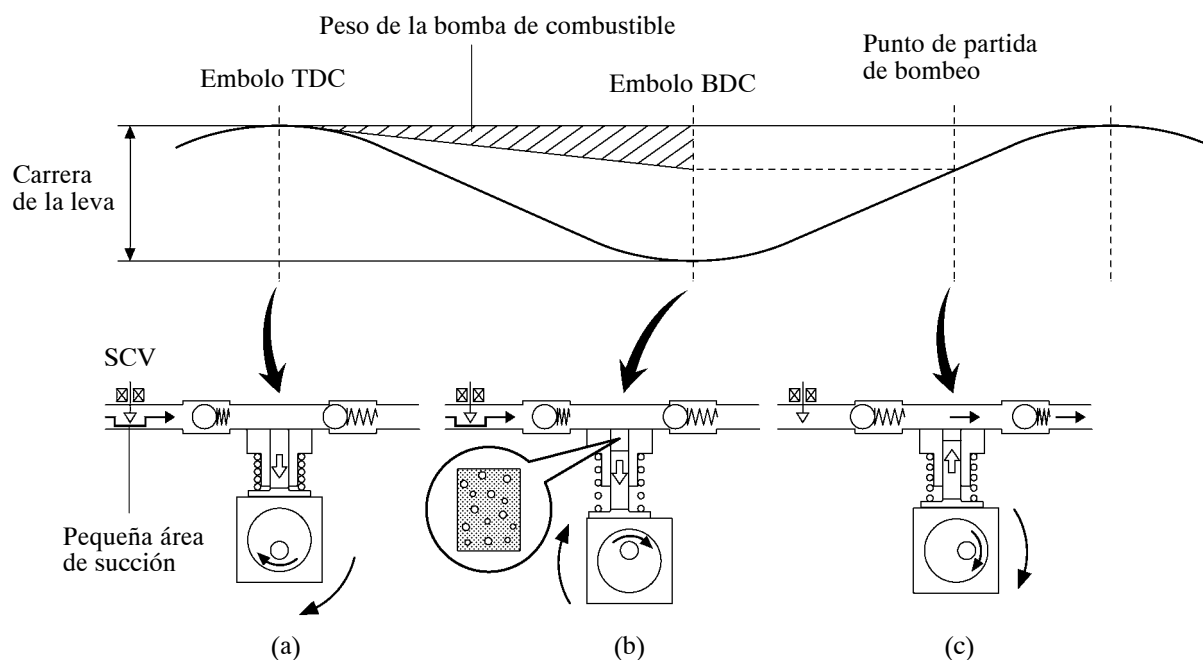 Peso de la bomba de combustible
Punto de partida
de bombeo
Embolo TDC
Embolo BDC
Carrera
de la leva
SCV
Pequeña área
de succión
(a)
(b)
(c)